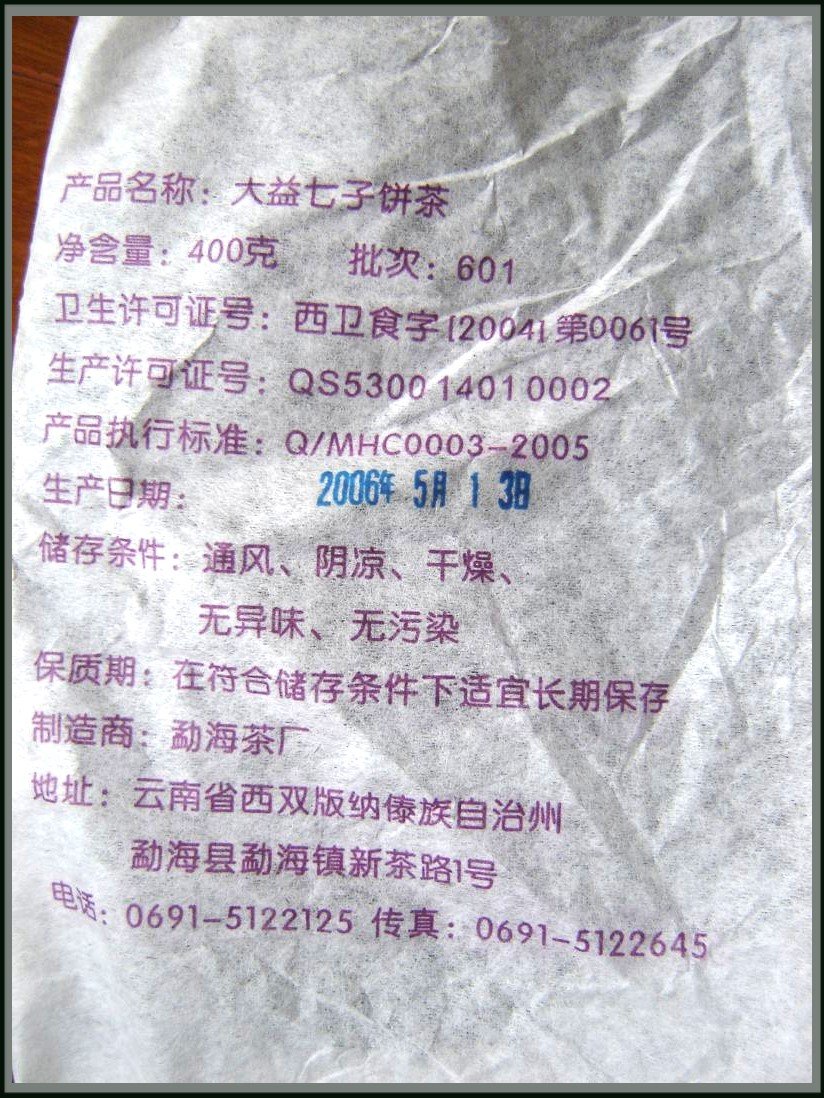 产品名称：大益七子饼茶
净含量：400克 批次：601
卫生许可证号：西卫食字[2004]第0061号
生产许可证号：QS5300 1401 0002
产品执行标准：Q/MHC0003-2005
生产日期： 2006年 5月 1 3日
储存条件：通风、阴凉、干燥、
无异味、无污染
保质期：在符合储存条件下适宜长期保存
制造商：勐海茶厂
地址：云南省西双版纳傣族自治州
勐海县勐海镇新茶路1号
电话：0691-5122125 传真：0691-5122645